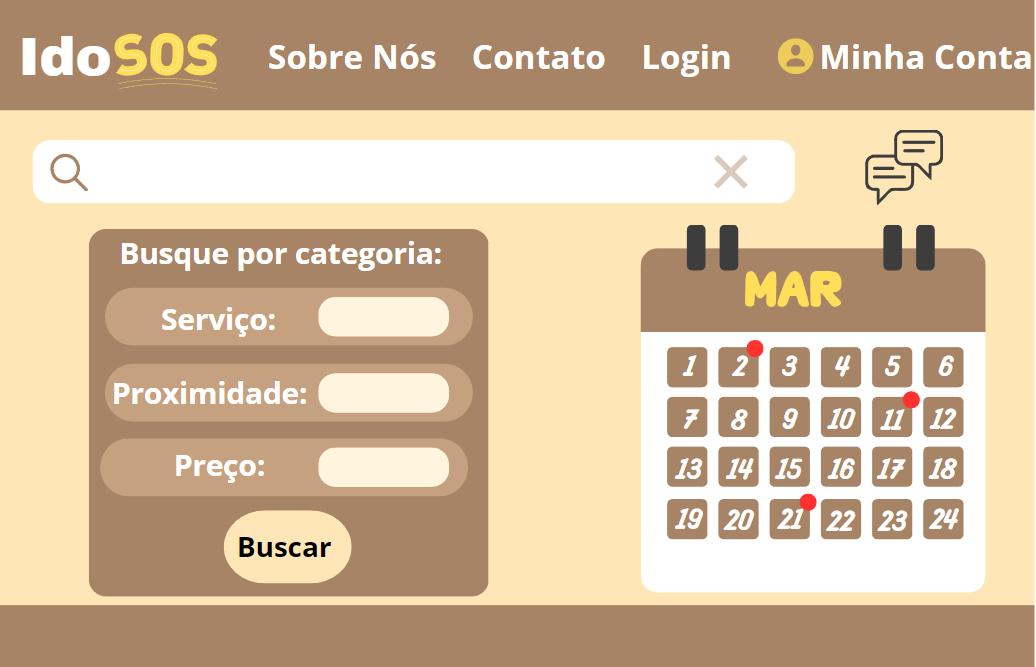 IdoSOS Sobre Nós Contato Login Minha Conta
Busque por categoria:
Serviço:
Proximidade:
Preço:
Buscar
MAR
1 2 3 4 5 6
7 8 9 10 11 12
13 14 15 16 17 18
19 20 21 22 23 24